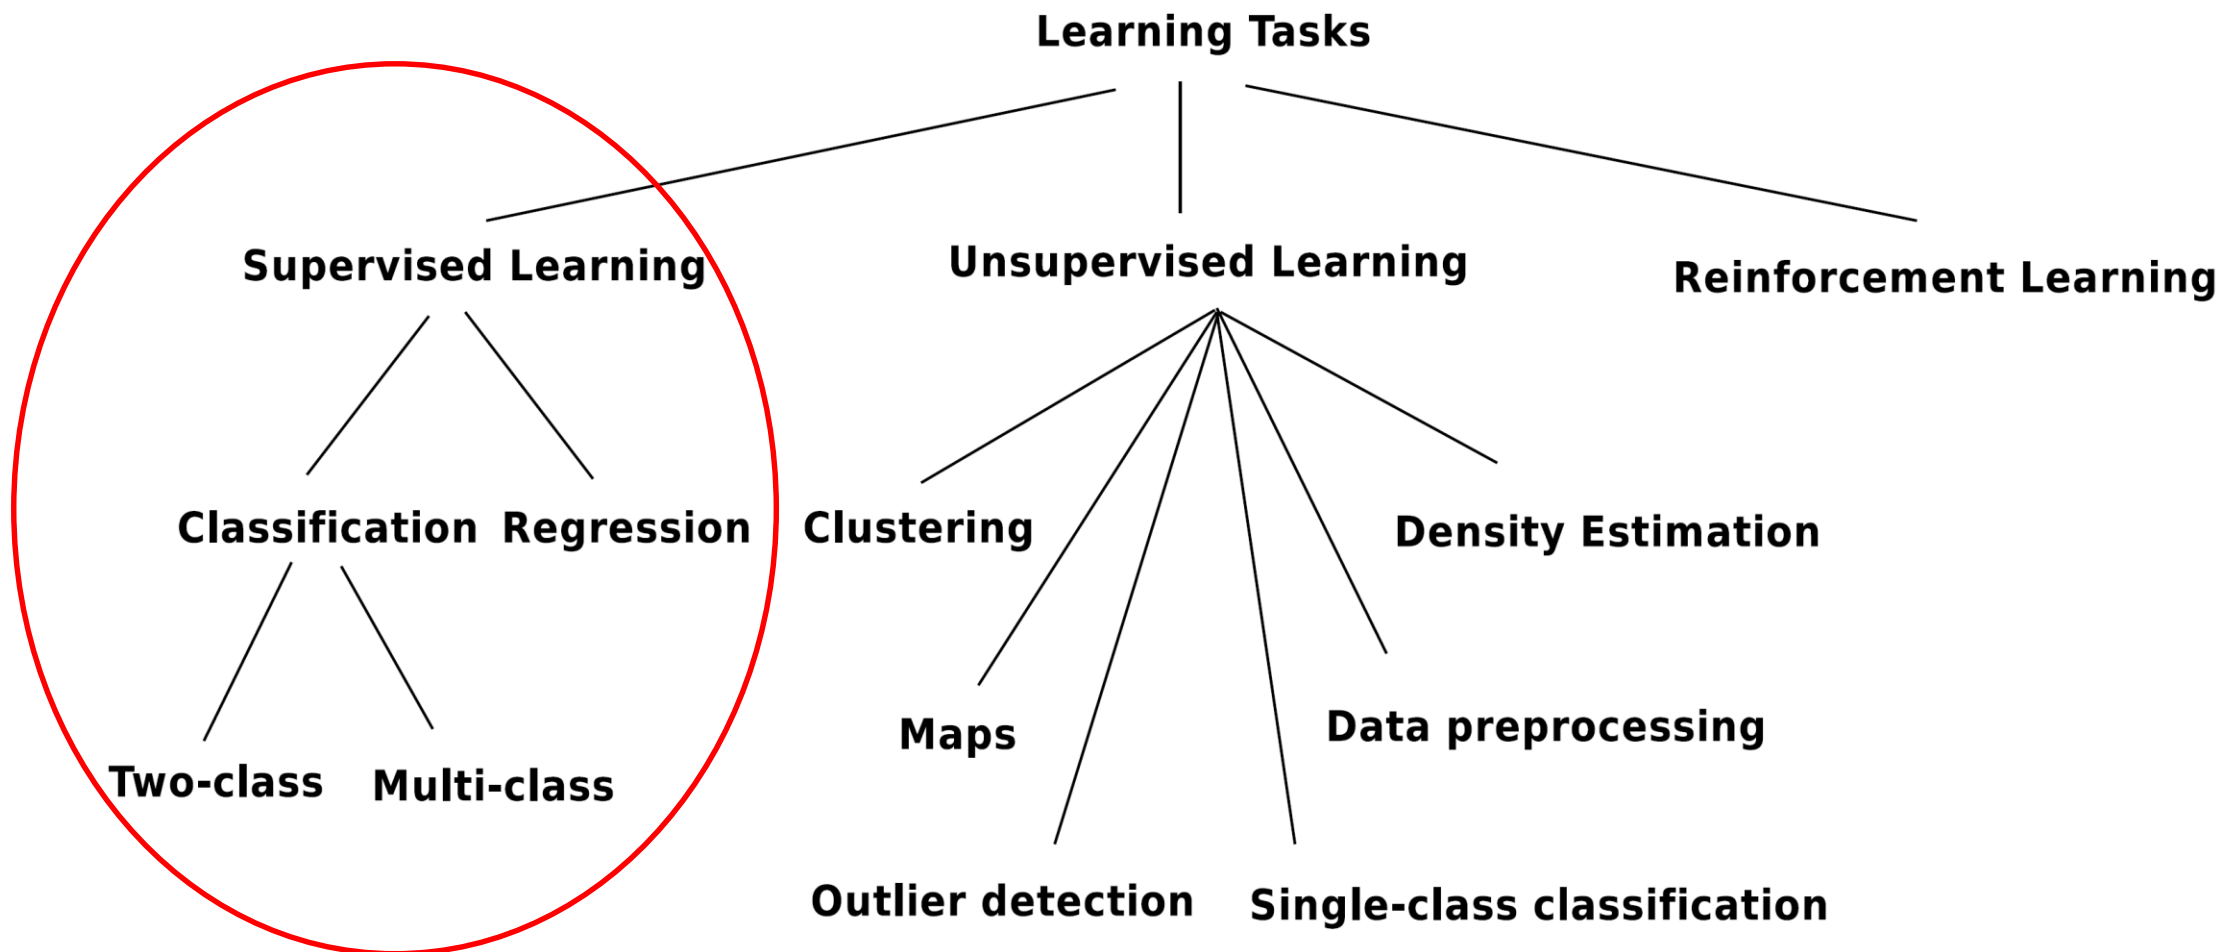 Learning Tasks
Supervised Learning
Unsupervised Learning
Reinforcement Learning
Classification
Regression
Clustering
Density Estimation
Maps
Data preprocessing
Two-class
Multi-class
Outlier detection
Single-class classification